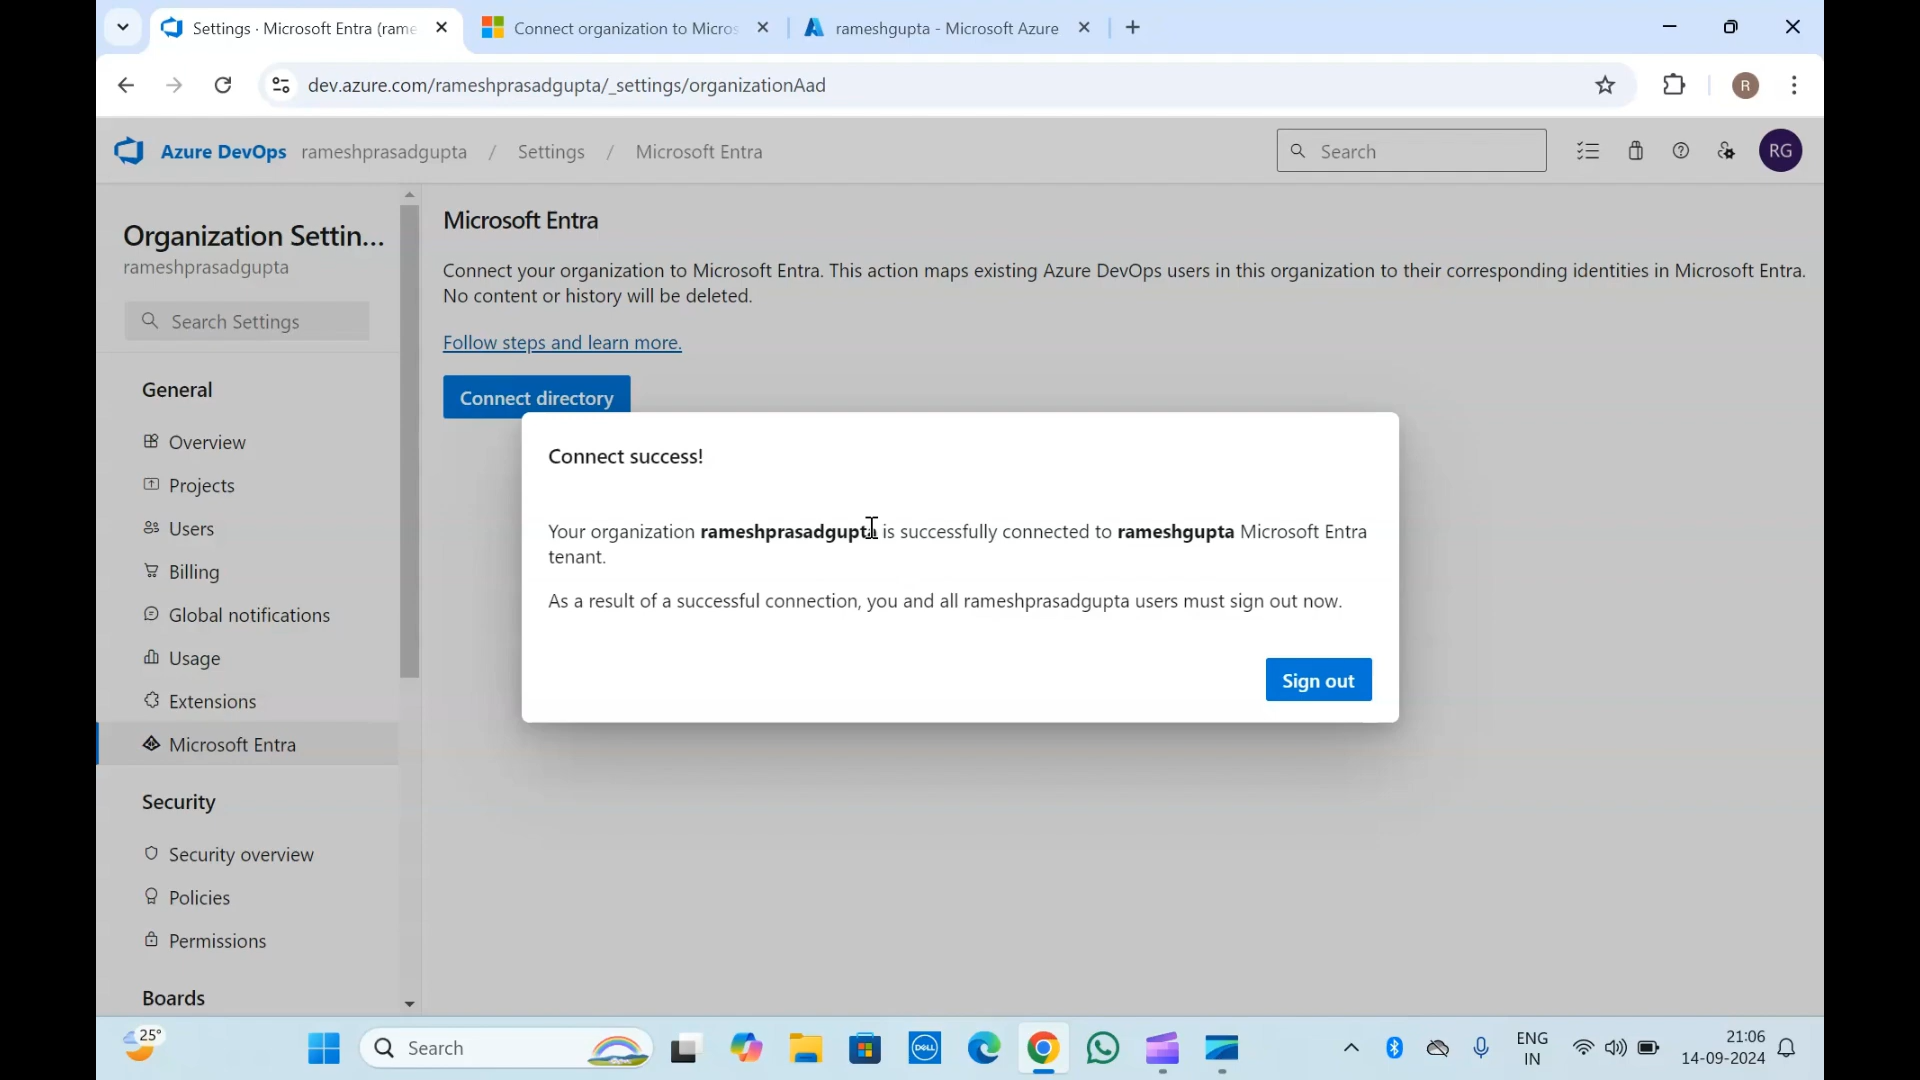 Settings · Microsoft Entra (rame
Connect organization to Micros
rameshgupta - Microsoft Azure
dev.azure.com/rameshprasadgupta/_settings/organizationAad
R
Azure DevOps rameshprasadgupta / Settings / Microsoft Entra
Search
RG
Organization Settin...
rameshprasadgupta
Search Settings
General
Overview
Projects
Users
Billing
Global notifications
Usage
Extensions
Microsoft Entra
Security
Security overview
Policies
Permissions
Boards
Microsoft Entra
Connect your organization to Microsoft Entra. This action maps existing Azure DevOps users in this organization to their corresponding identities in Microsoft Entra.
No content or history will be deleted.
Follow steps and learn more.
Connect directory
Connect success!
Your organization rameshprasadgupta is successfully connected to rameshgupta Microsoft Entra
tenant.
As a result of a successful connection, you and all rameshprasadgupta users must sign out now.
Sign out
25°
Search
DELL
ENG
IN
21:06
14-09-2024